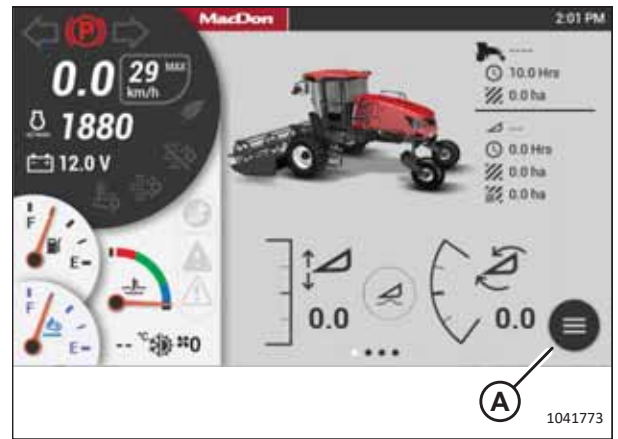 MacDon
2:01 PM
P
0.0
29 MAX
km/h
1880
12.0 V
F
E
F
E
-- °C
0
----
10.0 Hrs
0.0 ha
---
0.0 Hrs
0.0 ha
0.0 ha
0.0
0.0
A
1041773